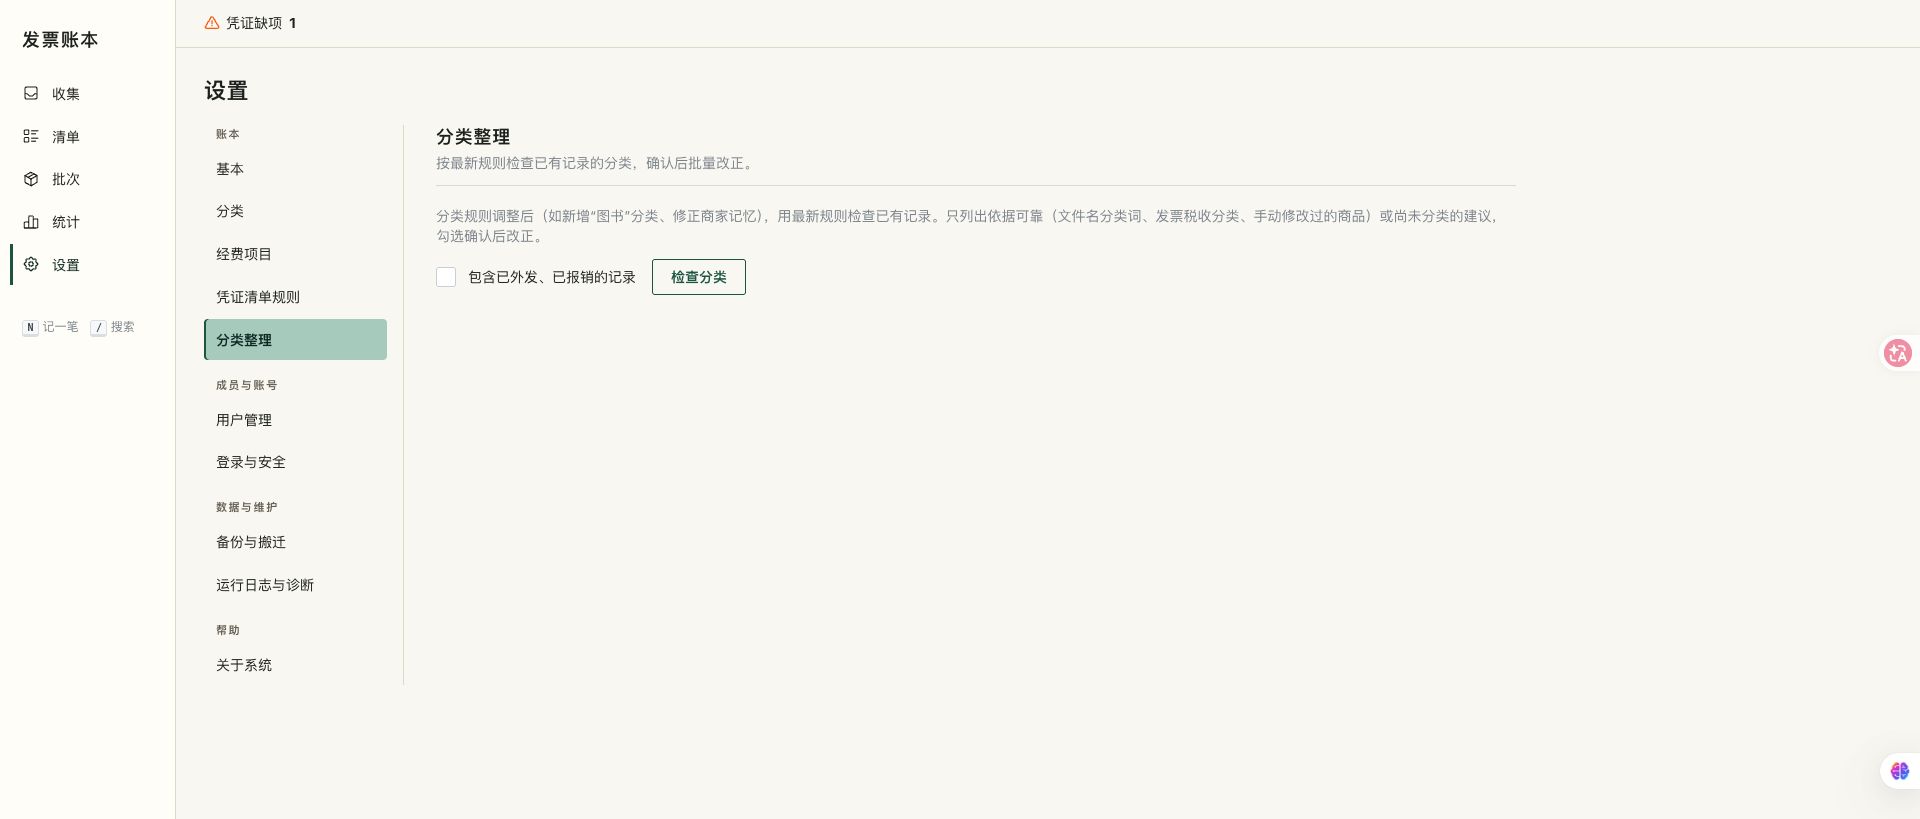 发票账本
收集
清单
批次
统计
设置
N 记一笔 / 搜索
凭证缺项 1
设置
账本
基本
分类
经费项目
凭证清单规则
分类整理
成员与账号
用户管理
登录与安全
数据与维护
备份与搬迁
运行日志与诊断
帮助
关于系统
分类整理
按最新规则检查已有记录的分类，确认后批量改正。
分类规则调整后（如新增“图书”分类、修正商家记忆），用最新规则检查已有记录。只列出依据可靠（文件名分类词、发票税收分类、手动修改过的商品）或尚未分类的建议，
勾选确认后改正。
包含已外发、已报销的记录
检查分类